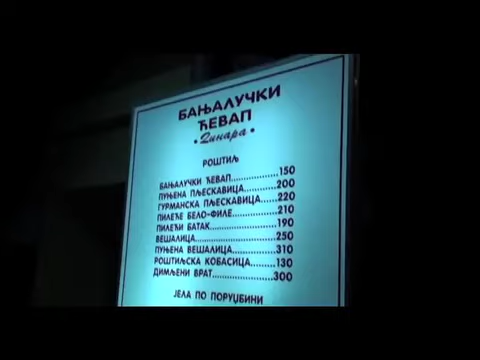 БАЊАЛУЧКИ
ЋЕВАП
• Динара •
РОШТИЉ
БАЊАЛУЧКИ ЋЕВАП..................150
ПУЊЕНА ПЉЕСКАВИЦА............200
ГУРМАНСКА ПЉЕСКАВИЦА......220
ПИЛЕЋЕ БЕЛО-ФИЛЕ................210
ПИЛЕЋИ БАТАК........................190
ВЕШАЛИЦА..............................250
ПУЊЕНА ВЕШАЛИЦА................310
РОШТИЉСКА КОБАСИЦА.........130
ДИМЉЕНИ ВРАТ.......................300
ЈЕЛА ПО ПОРУЏБИНИ